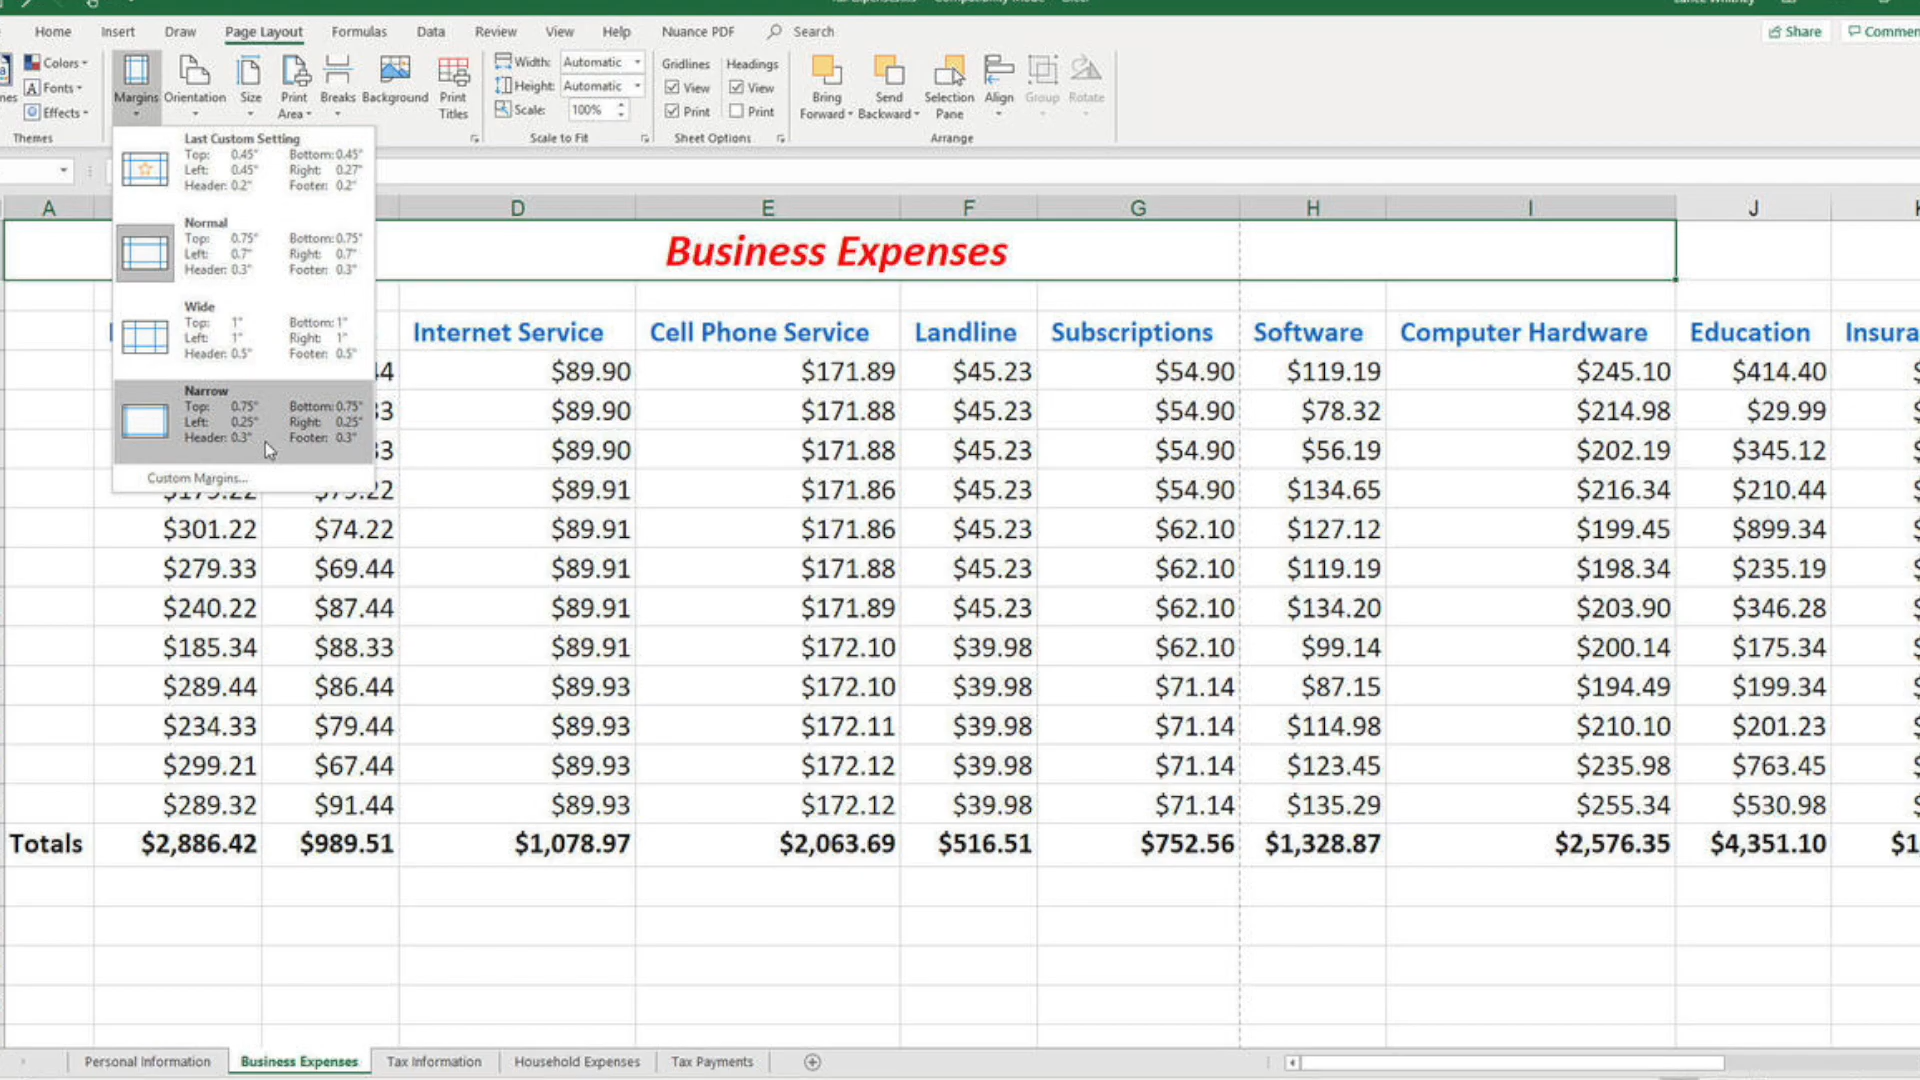 Home Insert Draw Page Layout Formulas Data Review View Help Nuance PDF Search Share
Colors Margins Orientation Size Print Area Breaks Background Print Titles Width: Automatic Gridlines Headings Bring Forward Send Backward Selection Pane Align Group Rotate
Fonts Height: Automatic View View
Effects Scale: 100% Print Print
Themes Scale to Fit Sheet Options Arrange
Last Custom Setting
Top: 0.45" Bottom: 0.45"
Left: 0.45" Right: 0.27"
Header: 0.2" Footer: 0.2"
Normal
Top: 0.75" Bottom: 0.75"
Left: 0.7" Right: 0.7"
Header: 0.3" Footer: 0.3"
Wide
Top: 1" Bottom: 1"
Left: 1" Right: 1"
Header: 0.5" Footer: 0.5"
Narrow
Top: 0.75" Bottom: 0.75"
Left: 0.25" Right: 0.25"
Header: 0.3" Footer: 0.3"
Custom Margins...
A D E F G H I J
Business Expenses
Internet Service Cell Phone Service Landline Subscriptions Software Computer Hardware Education
$89.90 $171.89 $45.23 $54.90 $119.19 $245.10 $414.40
$89.90 $171.88 $45.23 $54.90 $78.32 $214.98 $29.99
$89.90 $171.88 $45.23 $54.90 $56.19 $202.19 $345.12
$89.91 $171.86 $45.23 $54.90 $134.65 $216.34 $210.44
$301.22 $74.22 $89.91 $171.86 $45.23 $62.10 $127.12 $199.45 $899.34
$279.33 $69.44 $89.91 $171.88 $45.23 $62.10 $119.19 $198.34 $235.19
$240.22 $87.44 $89.91 $171.89 $45.23 $62.10 $134.20 $203.90 $346.28
$185.34 $88.33 $89.91 $172.10 $39.98 $62.10 $99.14 $200.14 $175.34
$289.44 $86.44 $89.93 $172.10 $39.98 $71.14 $87.15 $194.49 $199.34
$234.33 $79.44 $89.93 $172.11 $39.98 $71.14 $114.98 $210.10 $201.23
$299.21 $67.44 $89.93 $172.12 $39.98 $71.14 $123.45 $235.98 $763.45
$289.32 $91.44 $89.93 $172.12 $39.98 $71.14 $135.29 $255.34 $530.98
Totals $2,886.42 $989.51 $1,078.97 $2,063.69 $516.51 $752.56 $1,328.87 $2,576.35 $4,351.10
Personal Information Business Expenses Tax Information Household Expenses Tax Payments